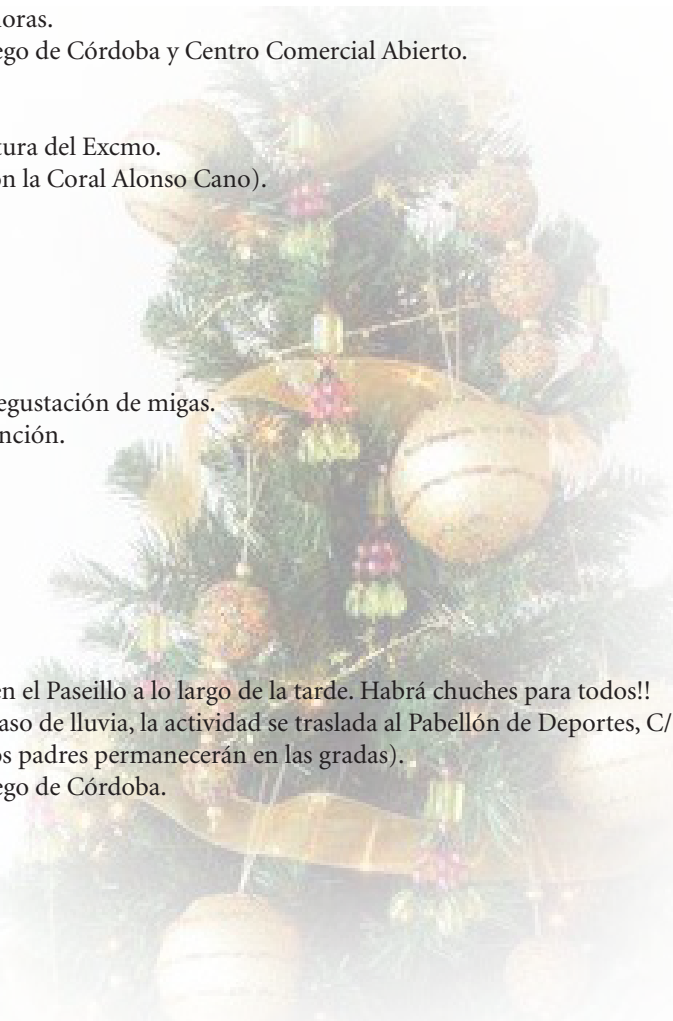 oras.
ego de Córdoba y Centro Comercial Abierto.
tura del Excmo.
on la Coral Alonso Cano).
egustación de migas.
nción.
en el Paseillo a lo largo de la tarde. Habrá chuches para todos!!
aso de lluvia, la actividad se traslada al Pabellón de Deportes, C/
os padres permanecerán en las gradas).
ego de Córdoba.